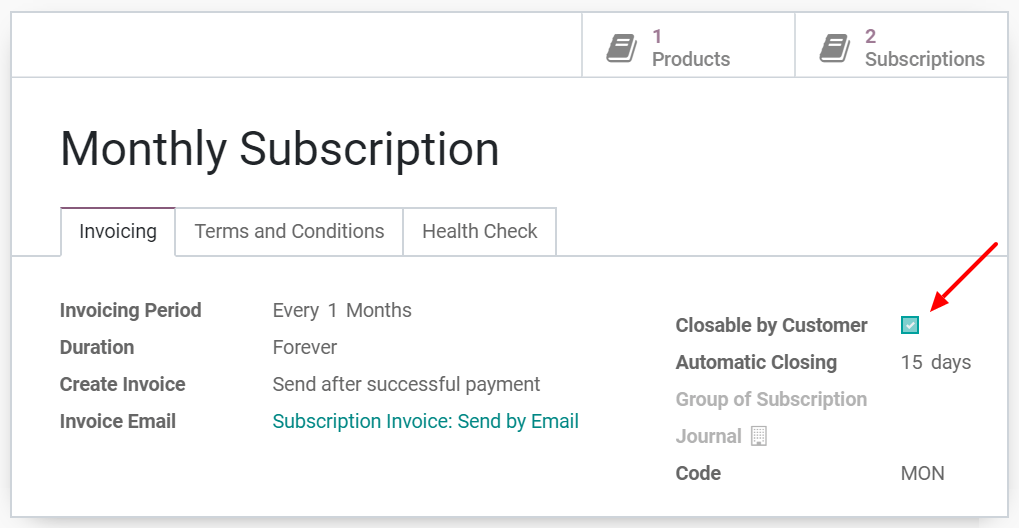 1
Products
2
Subscriptions
Monthly Subscription
Invoicing Terms and Conditions Health Check
Invoicing Period Every 1 Months
Duration Forever
Create Invoice Send after successful payment
Invoice Email Subscription Invoice: Send by Email
Closable by Customer
Automatic Closing 15 days
Group of Subscription
Journal
Code MON